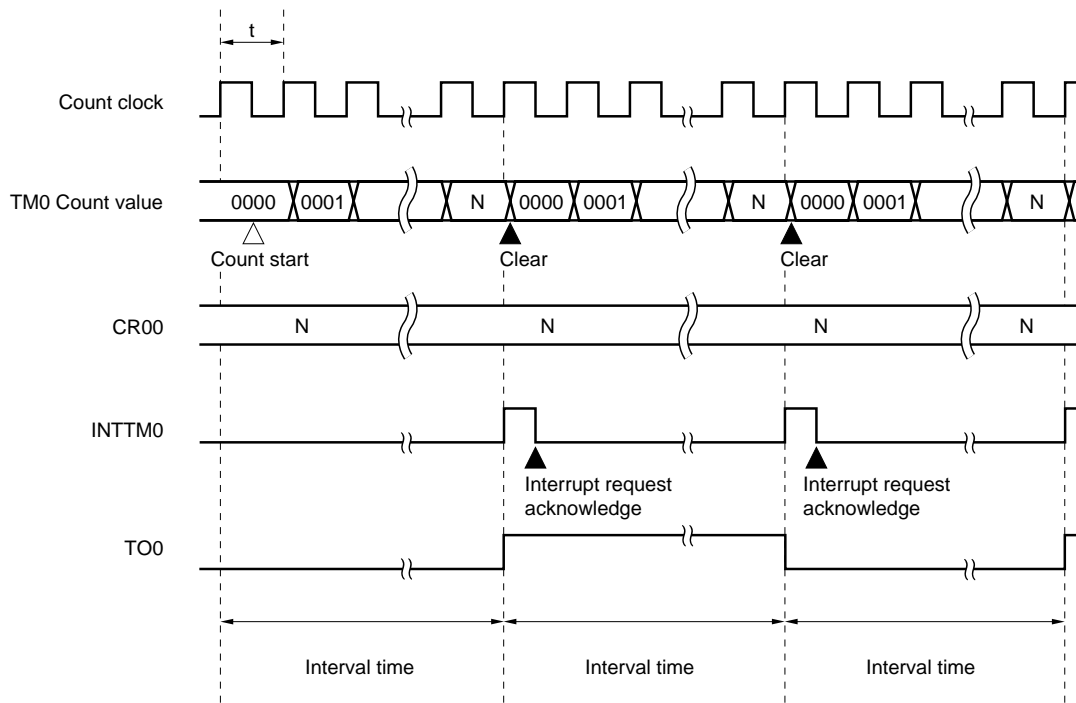 t
Count clock
TM0 Count value 0000 0001 N 0000 0001 N 0000 0001 N
Count start Clear Clear
CR00 N N N N
INTTM0
Interrupt request acknowledge
Interrupt request acknowledge
TO0
Interval time Interval time Interval time